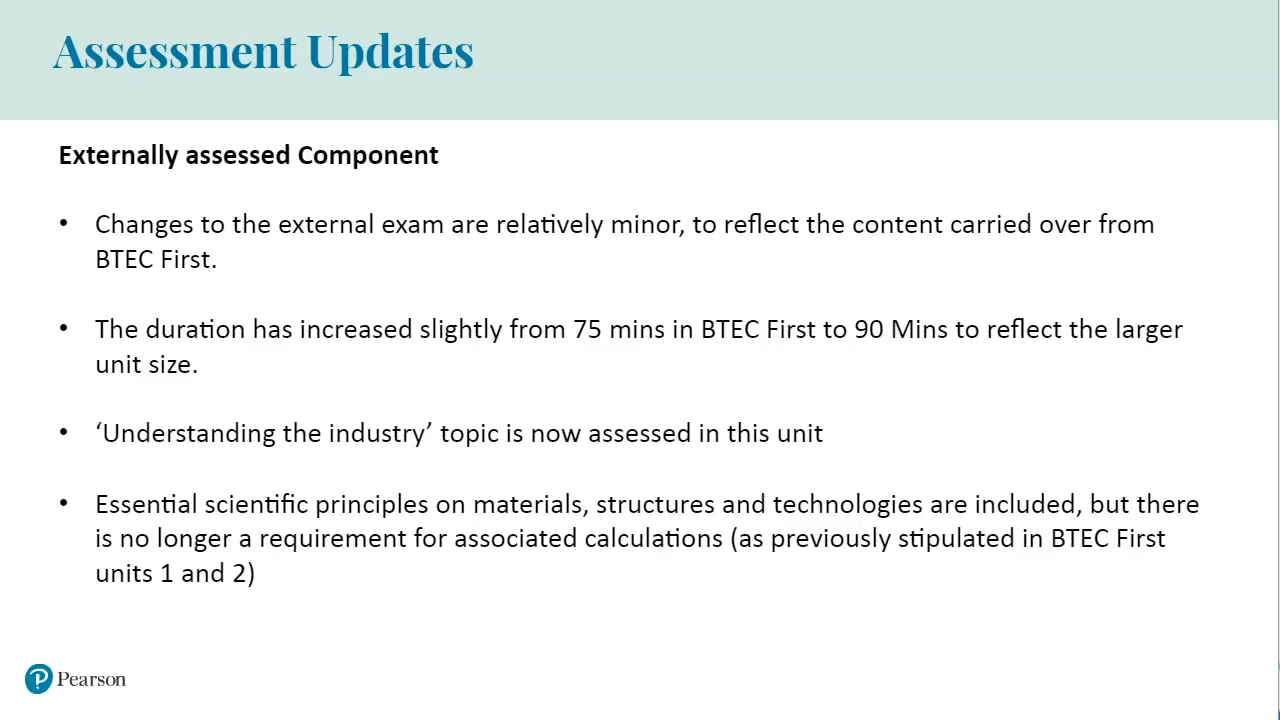 Assessment Updates
Externally assessed Component
• Changes to the external exam are relatively minor, to reflect the content carried over from
BTEC First.
• The duration has increased slightly from 75 mins in BTEC First to 90 Mins to reflect the larger
unit size.
• ‘Understanding the industry’ topic is now assessed in this unit
• Essential scientific principles on materials, structures and technologies are included, but there
is no longer a requirement for associated calculations (as previously stipulated in BTEC First
units 1 and 2)
Pearson